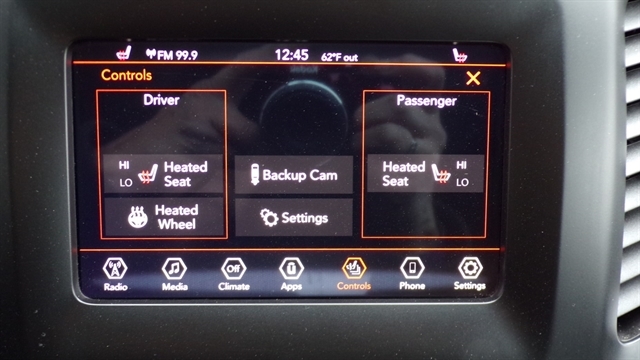 FM 99.9 12:45 62°F out
Controls
Driver
Passenger
HI
LO
Heated
Seat
Backup Cam
Heated
Seat
HI
LO
Heated
Wheel
Settings
Off
Radio Media Climate Apps Controls Phone Settings